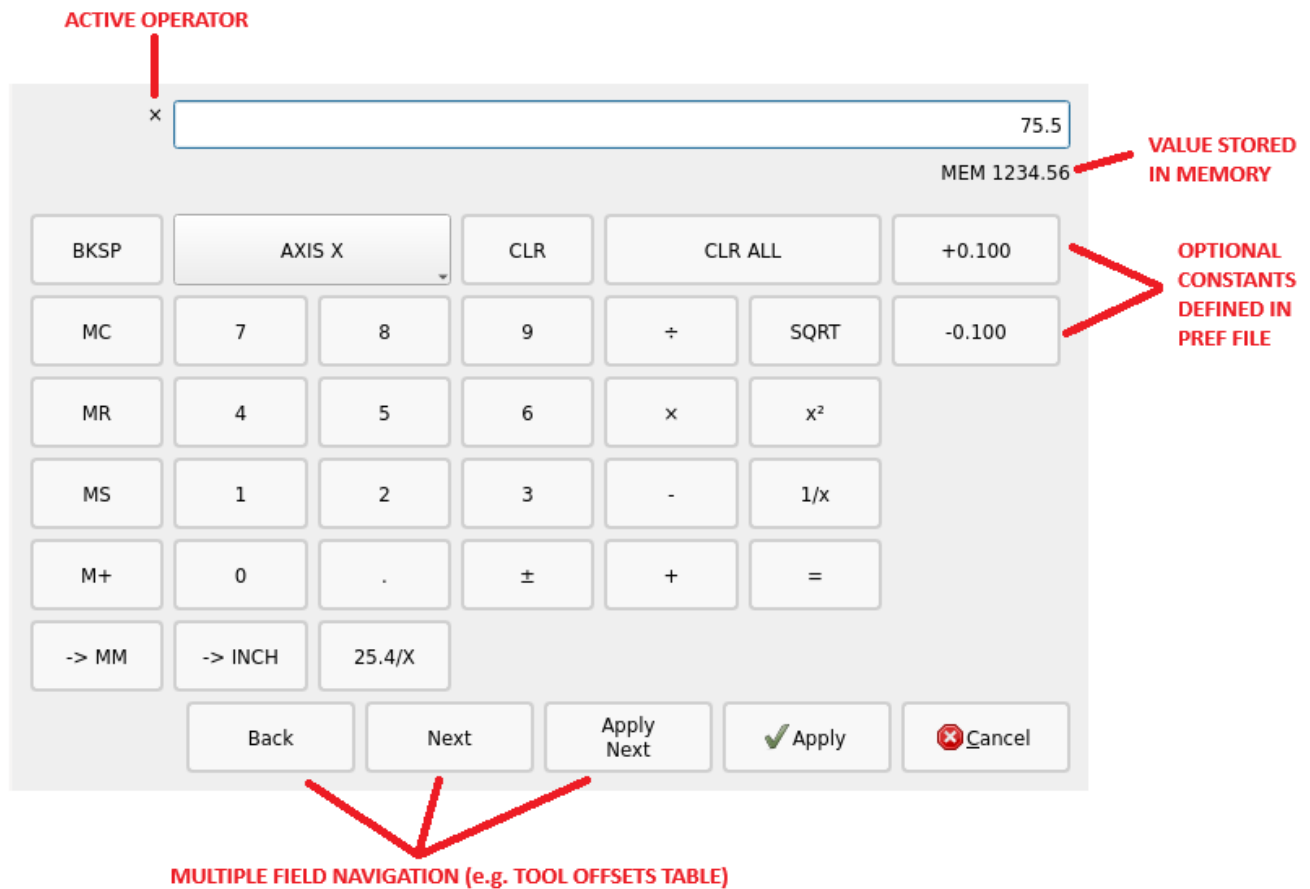 ACTIVE OPERATOR
×
75.5
MEM 1234.56
VALUE STORED
IN MEMORY
BKSP
AXIS X
CLR
CLR ALL
+0.100
OPTIONAL
CONSTANTS
DEFINED IN
PREF FILE
MC
7
8
9
÷
SQRT
-0.100
MR
4
5
6
×
x²
MS
1
2
3
-
1/x
M+
0
.
±
+
=
-> MM
-> INCH
25.4/X
Back
Next
Apply
Next
Apply
Cancel
MULTIPLE FIELD NAVIGATION (e.g. TOOL OFFSETS TABLE)